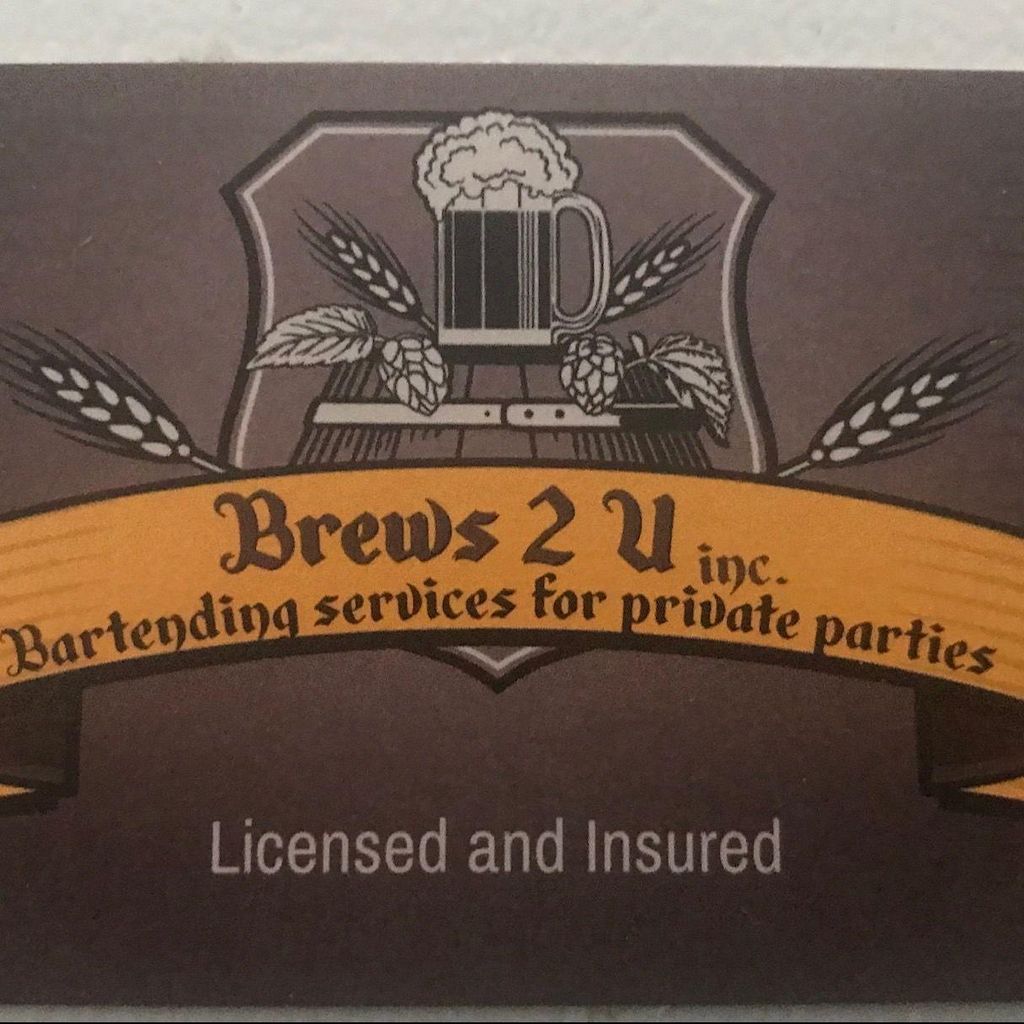 Brews 2 U inc.
Bartending services for private parties
Licensed and Insured